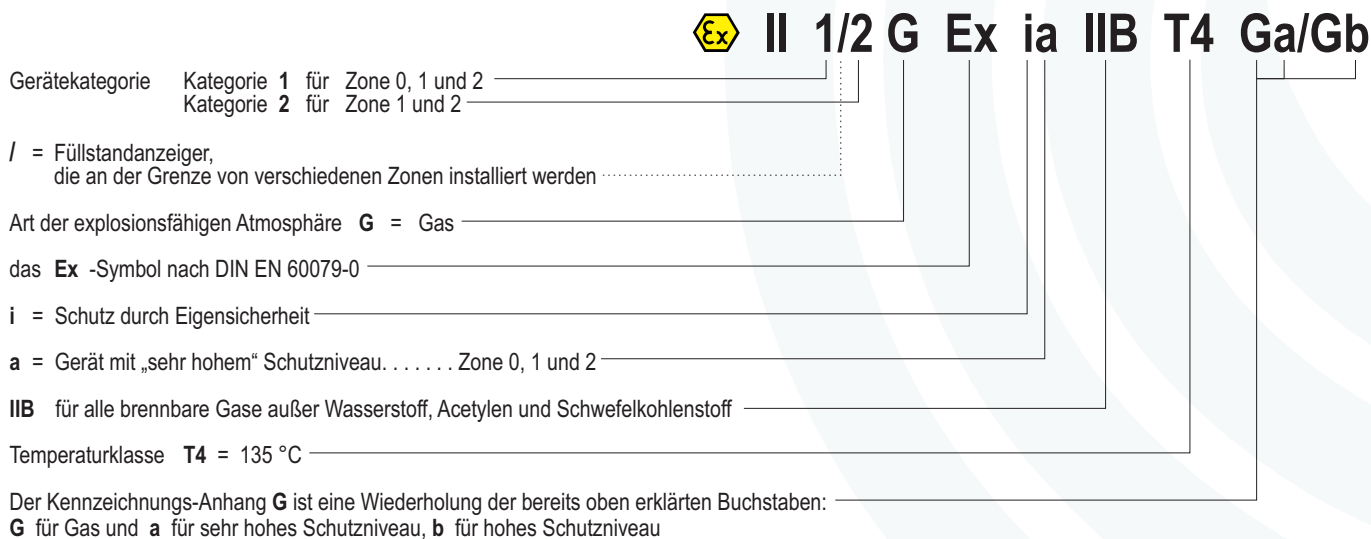 Ex II 1/2 G Ex ia IIB T4 Ga/Gb
Gerätekategorie Kategorie 1 für Zone 0, 1 und 2
Kategorie 2 für Zone 1 und 2
/ = Füllstandanzeiger,
die an der Grenze von verschiedenen Zonen installiert werden
Art der explosionsfähigen Atmosphäre G = Gas
das Ex -Symbol nach DIN EN 60079-0
i = Schutz durch Eigensicherheit
a = Gerät mit „sehr hohem“ Schutzniveau. . . . . . . Zone 0, 1 und 2
IIB für alle brennbare Gase außer Wasserstoff, Acetylen und Schwefelkohlenstoff
Temperaturklasse T4 = 135 °C
Der Kennzeichnungs-Anhang G ist eine Wiederholung der bereits oben erklärten Buchstaben:
G für Gas und a für sehr hohes Schutzniveau, b für hohes Schutzniveau